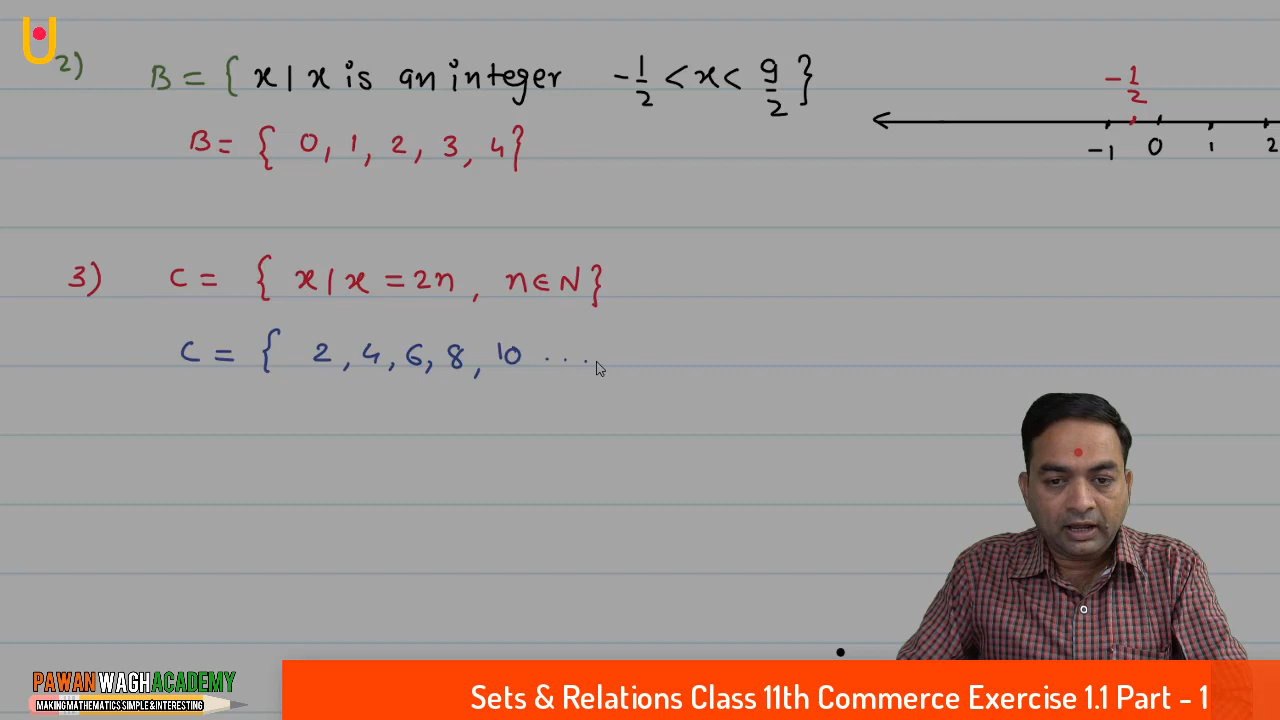 2) B = { x | x is an integer -1/2 < x < 9/2 }
B = { 0, 1, 2, 3, 4}
-1/2
-1 0 1 2
3) C = { x | x = 2n, n ∈ N }
C = { 2, 4, 6, 8, 10 ....
PAWAN WAGH ACADEMY
MAKING MATHEMATICS SIMPLE & INTERESTING
Sets & Relations Class 11th Commerce Exercise 1.1 Part - 1